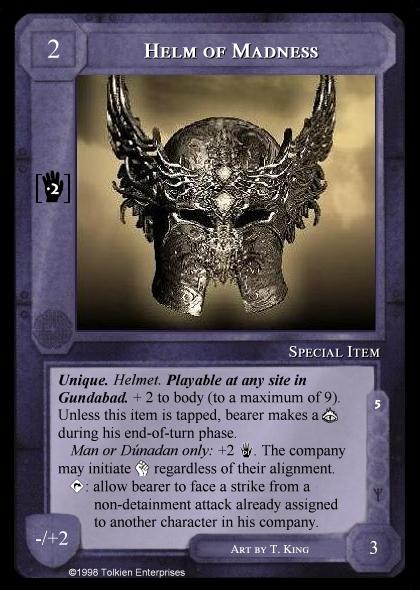 2
HELM OF MADNESS
[2]
SPECIAL ITEM
Unique. Helmet. Playable at any site in
Gundabad. + 2 to body (to a maximum of 9).
Unless this item is tapped, bearer makes a
during his end-of-turn phase.
Man or Dúnadan only: +2 . The company
may initiate regardless of their alignment.
: allow bearer to face a strike from a
non-detainment attack already assigned
to another character in his company.
5
-/+2
ART BY T. KING
3
©1998 Tolkien Enterprises